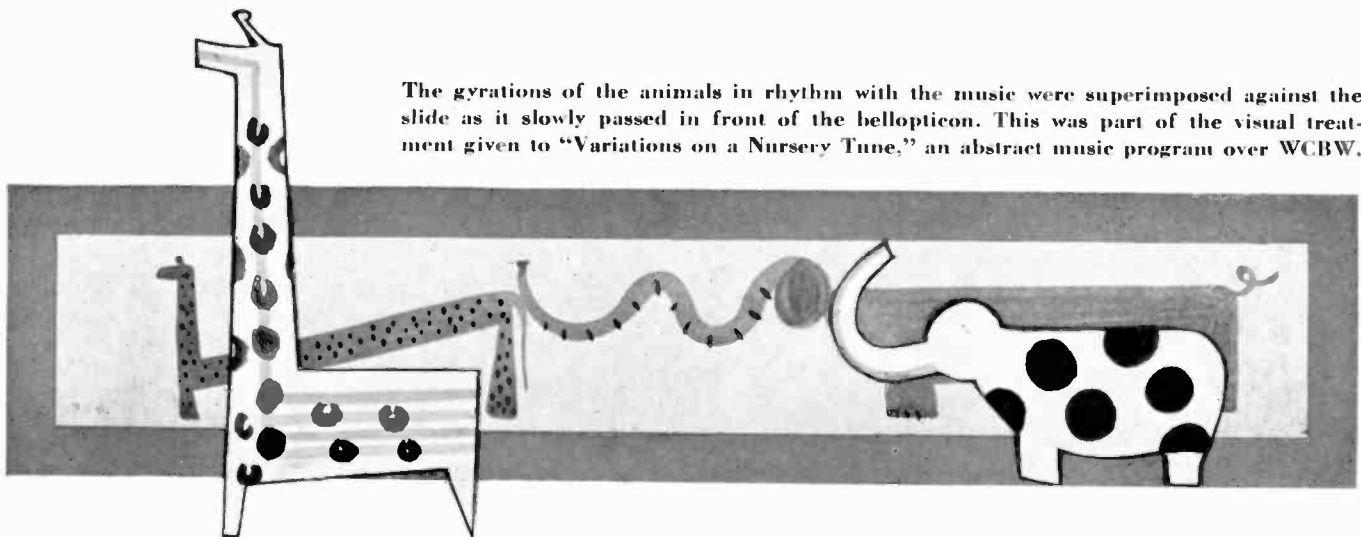 The gyrations of the animals in rhythm with the music were superimposed against the
slide as it slowly passed in front of the bellopticon. This was part of the visual treat-
ment given to “Variations on a Nursery Tune,” an abstract music program over WCBW.